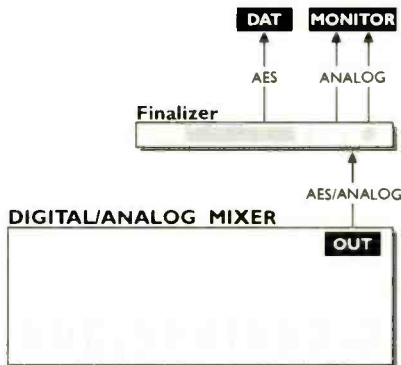 DAT MONITOR
AES ANALOG
Finalizer
AES/ANALOG
DIGITAL/ANALOG MIXER
OUT